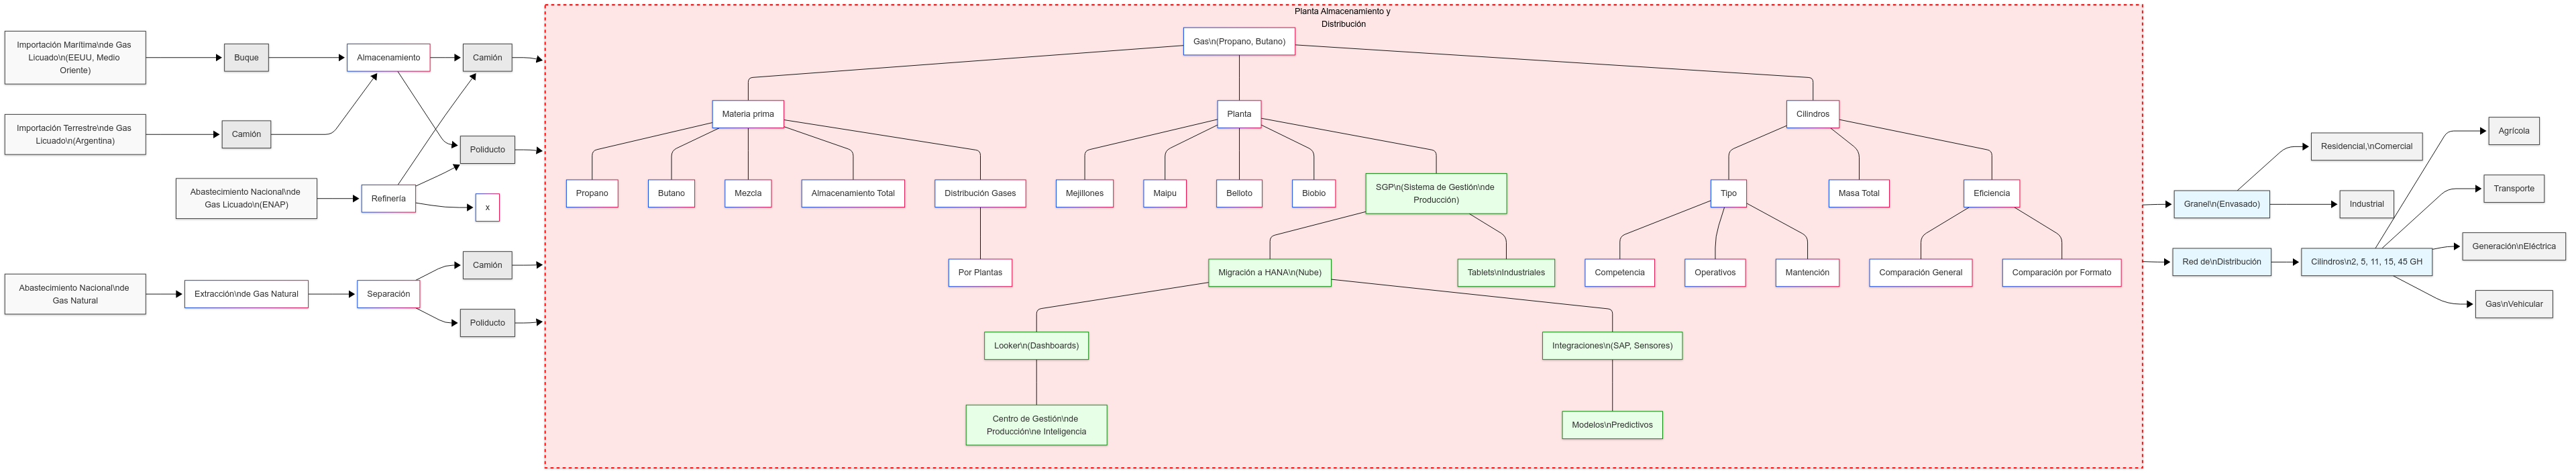 Importación Marítima\nde Gas
Licuado\n(EEUU, Medio
Oriente)
Buque
Almacenamiento
Camión
Importación Terrestre\nde Gas
Licuado\n(Argentina)
Camión
Poliducto
Abastecimiento Nacional\nde
Gas Licuado\n(ENAP)
Refinería
x
Abastecimiento Nacional\nde
Gas Natural
Extracción\nde Gas Natural
Separación
Camión
Poliducto
Planta Almacenamiento y
Distribución
Gas\n(Propano, Butano)
Materia prima
Planta
Cilindros
Propano
Butano
Mezcla
Almacenamiento Total
Distribución Gases
Mejillones
Maipu
Belloto
Biobio
SGP\n(Sistema de Gestión\nde
Producción)
Tipo
Masa Total
Eficiencia
Por Plantas
Migración a HANA\n(Nube)
Tablets\nIndustriales
Competencia
Operativos
Mantención
Comparación General
Comparación por Formato
Looker\n(Dashboards)
Integraciones\n(SAP, Sensores)
Centro de Gestión\nde
Producción\ne Inteligencia
Modelos\nPredictivos
Granel\n(Envasado)
Residencial,\nComercial
Industrial
Red de\nDistribución
Cilindros\n2, 5, 11, 15, 45 GH
Agrícola
Transporte
Generación\nEléctrica
Gas\nVehicular